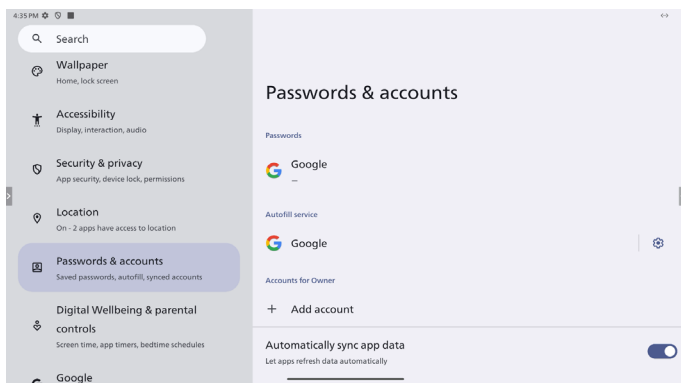 4:35 PM
Search
Wallpaper
Home, lock screen
Accessibility
Display, interaction, audio
Security & privacy
App security, device lock, permissions
Location
On - 2 apps have access to location
Passwords & accounts
Saved passwords, autofill, synced accounts
Digital Wellbeing & parental
controls
Screen time, app timers, bedtime schedules
Google
Passwords & accounts
Passwords
Google
—
Autofill service
Google
Accounts for Owner
+ Add account
Automatically sync app data
Let apps refresh data automatically